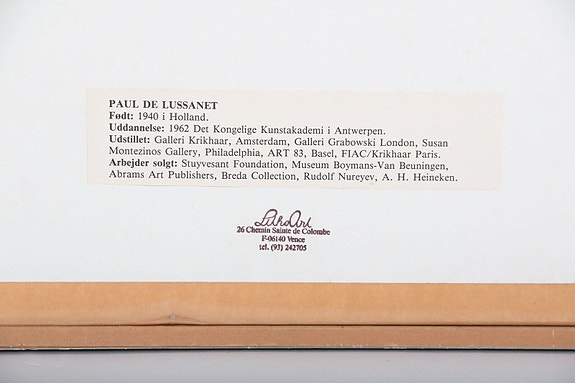 PAUL DE LUSSANET
Født: 1940 i Holland.
Uddannelse: 1962 Det Kongelige Kunstakademi i Antwerpen.
Udstillet: Galleri Krikhaar, Amsterdam, Galleri Grabowski London, Susan
Montezinos Gallery, Philadelphia, ART 83, Basel, FIAC/Krikhaar Paris.
Arbejder solgt: Stuyvesant Foundation, Museum Boymans-Van Beuningen,
Abrams Art Publishers, Breda Collection, Rudolf Nureyev, A. H. Heineken.
LithoArt
26 Chemin Sainte de Colombe
F-06140 Vence
tel. (93) 242705